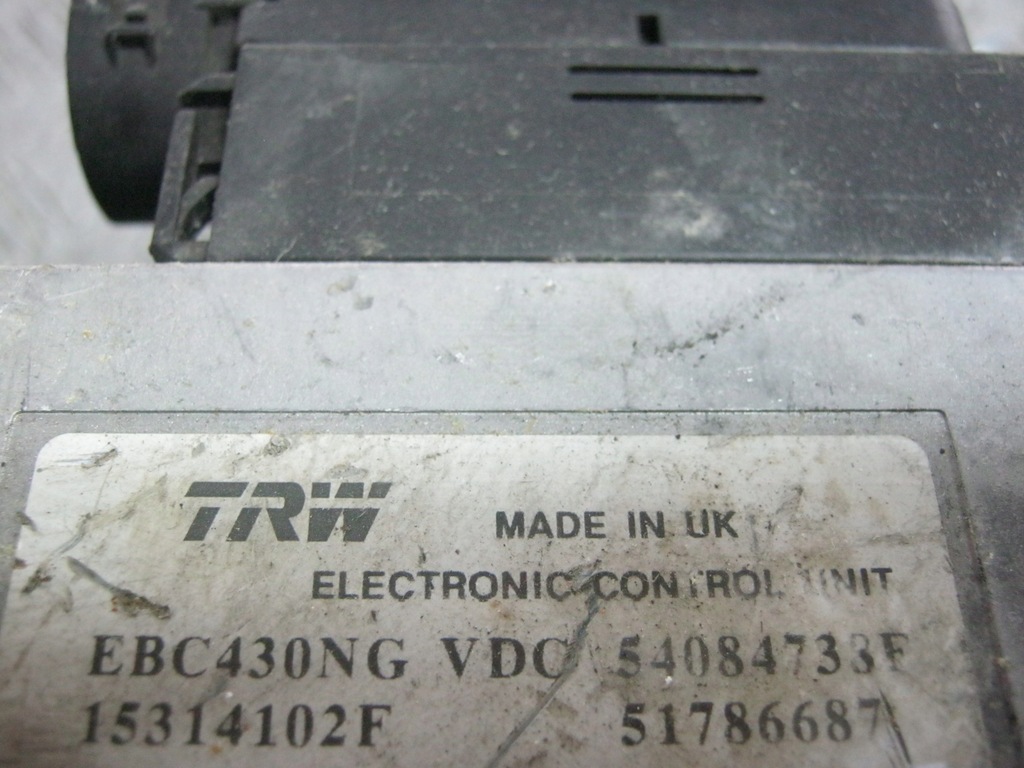 TRW MADE IN UK
ELECTRONIC CONTROL UNIT
EBC430NG VDC 54084733F
15314102F 51786687